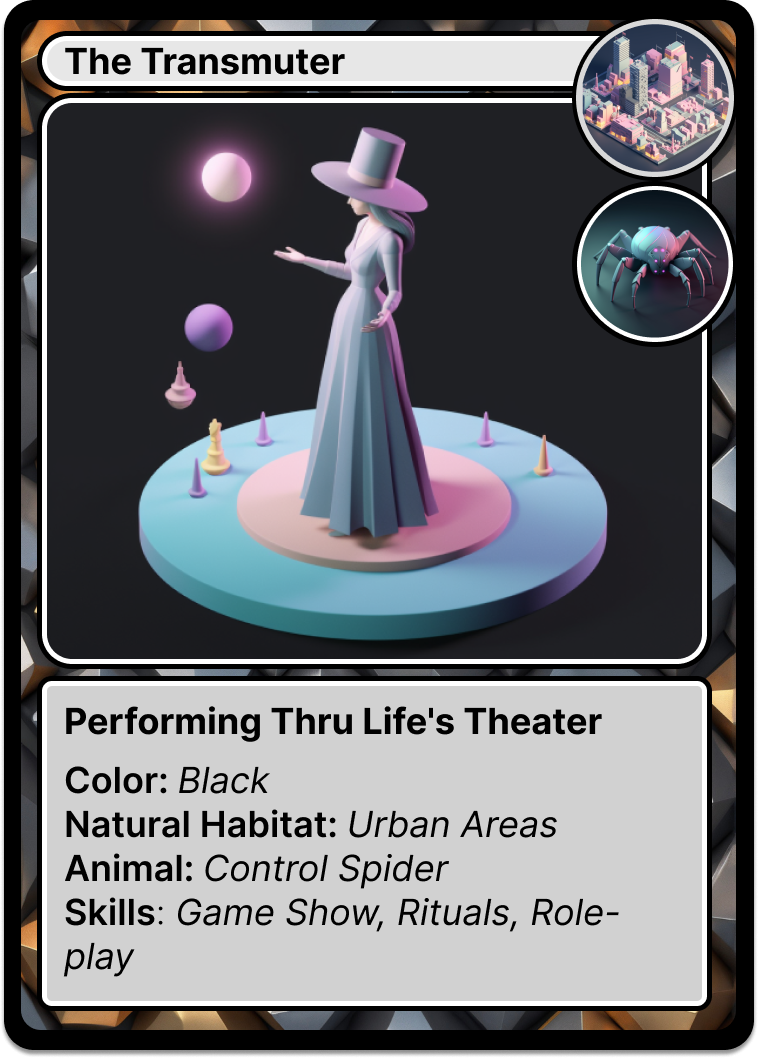 The Transmuter
Performing Thru Life's Theater
Color: Black
Natural Habitat: Urban Areas
Animal: Control Spider
Skills: Game Show, Rituals, Role-
play